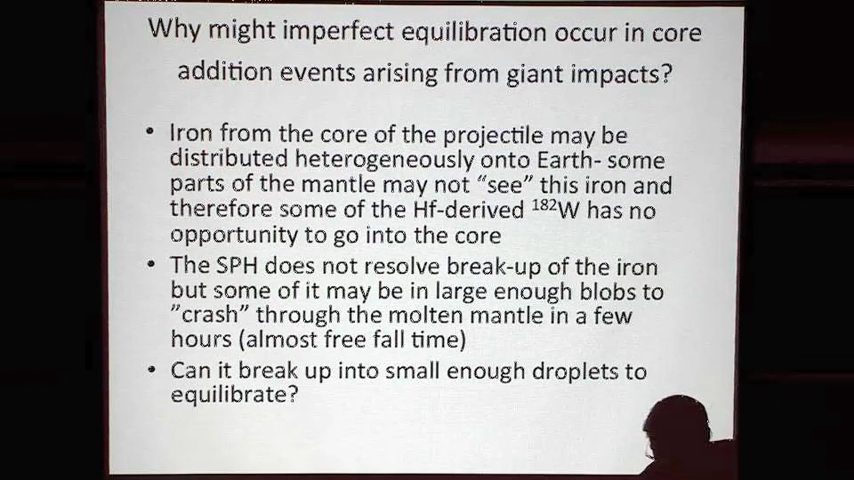 Why might imperfect equilibration occur in core
addition events arising from giant impacts?
• Iron from the core of the projectile may be
distributed heterogeneously onto Earth- some
parts of the mantle may not “see” this iron and
therefore some of the Hf-derived ¹⁸²W has no
opportunity to go into the core
• The SPH does not resolve break-up of the iron
but some of it may be in large enough blobs to
”crash” through the molten mantle in a few
hours (almost free fall time)
• Can it break up into small enough droplets to
equilibrate?